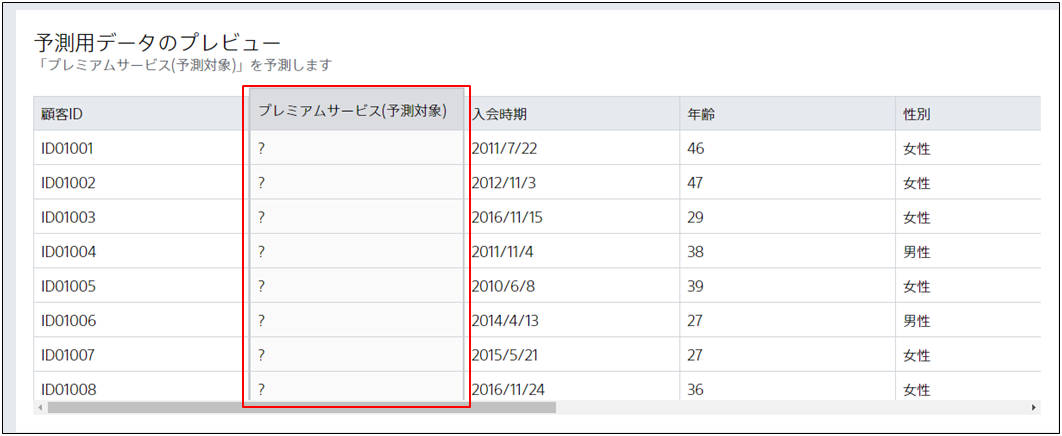 予測用データのプレビュー
「プレミアムサービス(予測対象)」を予測します
顧客ID プレミアムサービス(予測対象) 入会時期 年齢 性別
ID01001 ? 2011/7/22 46 女性
ID01002 ? 2012/11/3 47 女性
ID01003 ? 2016/11/15 29 女性
ID01004 ? 2011/11/4 38 男性
ID01005 ? 2010/6/8 39 女性
ID01006 ? 2014/4/13 27 男性
ID01007 ? 2015/5/21 27 女性
ID01008 ? 2016/11/24 36 女性